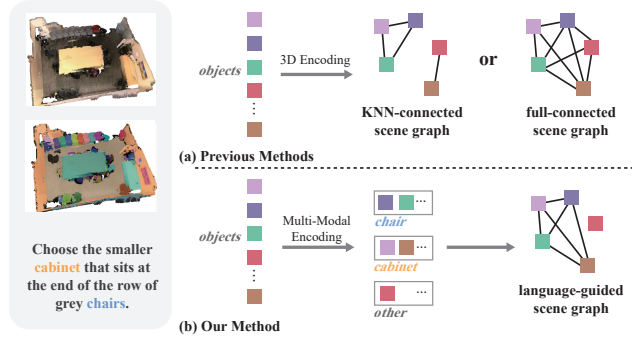 Choose the smaller
cabinet that sits at
the end of the row of
grey chairs.
objects
3D Encoding
or
KNN-connected
scene graph
full-connected
scene graph
(a) Previous Methods
objects
Multi-Modal
Encoding
...
chair
...
cabinet
...
other
language-guided
scene graph
(b) Our Method